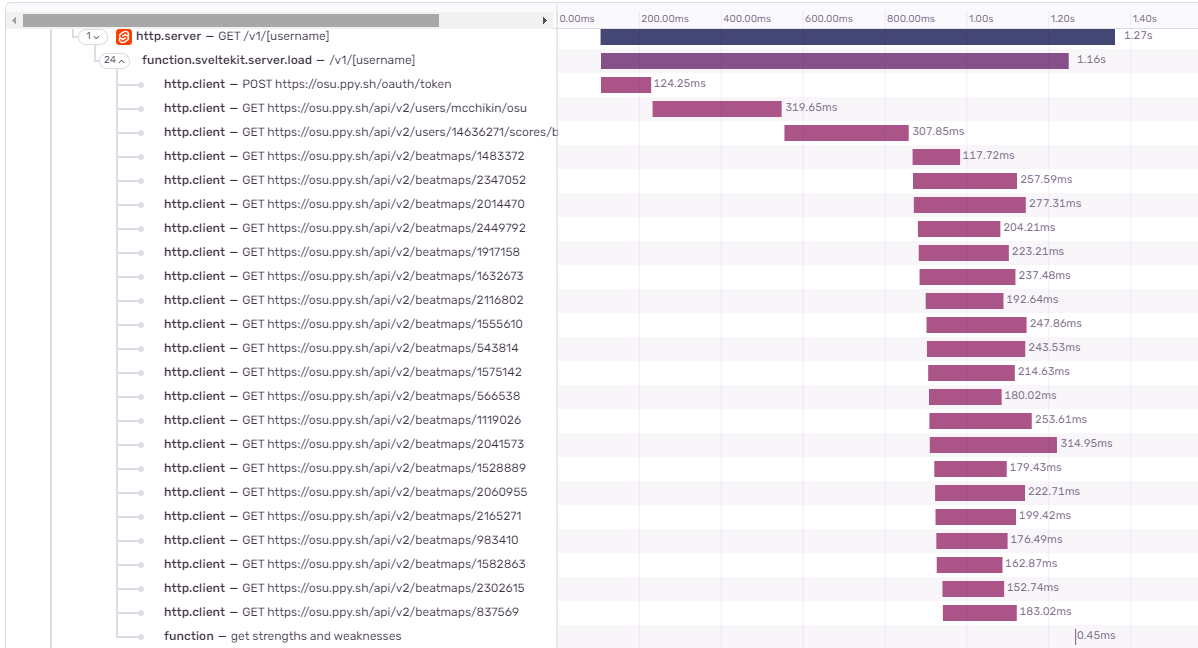 0.00ms 200.00ms 400.00ms 600.00ms 800.00ms 1.00s 1.20s 1.40s
1 http.server — GET /v1/[username] 1.27s
24 function.sveltekit.server.load — /v1/[username] 1.16s
http.client — POST https://osu.ppy.sh/oauth/token 124.25ms
http.client — GET https://osu.ppy.sh/api/v2/users/mcchikin/osu 319.65ms
http.client — GET https://osu.ppy.sh/api/v2/users/14636271/scores/b 307.85ms
http.client — GET https://osu.ppy.sh/api/v2/beatmaps/1483372 117.72ms
http.client — GET https://osu.ppy.sh/api/v2/beatmaps/2347052 257.59ms
http.client — GET https://osu.ppy.sh/api/v2/beatmaps/2014470 277.31ms
http.client — GET https://osu.ppy.sh/api/v2/beatmaps/2449792 204.21ms
http.client — GET https://osu.ppy.sh/api/v2/beatmaps/1917158 223.21ms
http.client — GET https://osu.ppy.sh/api/v2/beatmaps/1632673 237.48ms
http.client — GET https://osu.ppy.sh/api/v2/beatmaps/2116802 192.64ms
http.client — GET https://osu.ppy.sh/api/v2/beatmaps/1555610 247.86ms
http.client — GET https://osu.ppy.sh/api/v2/beatmaps/543814 243.53ms
http.client — GET https://osu.ppy.sh/api/v2/beatmaps/1575142 214.63ms
http.client — GET https://osu.ppy.sh/api/v2/beatmaps/566538 180.02ms
http.client — GET https://osu.ppy.sh/api/v2/beatmaps/1119026 253.61ms
http.client — GET https://osu.ppy.sh/api/v2/beatmaps/2041573 314.95ms
http.client — GET https://osu.ppy.sh/api/v2/beatmaps/1528889 179.43ms
http.client — GET https://osu.ppy.sh/api/v2/beatmaps/2060955 222.71ms
http.client — GET https://osu.ppy.sh/api/v2/beatmaps/2165271 199.42ms
http.client — GET https://osu.ppy.sh/api/v2/beatmaps/983410 176.49ms
http.client — GET https://osu.ppy.sh/api/v2/beatmaps/1582863 162.87ms
http.client — GET https://osu.ppy.sh/api/v2/beatmaps/2302615 152.74ms
http.client — GET https://osu.ppy.sh/api/v2/beatmaps/837569 183.02ms
function — get strengths and weaknesses 0.45ms